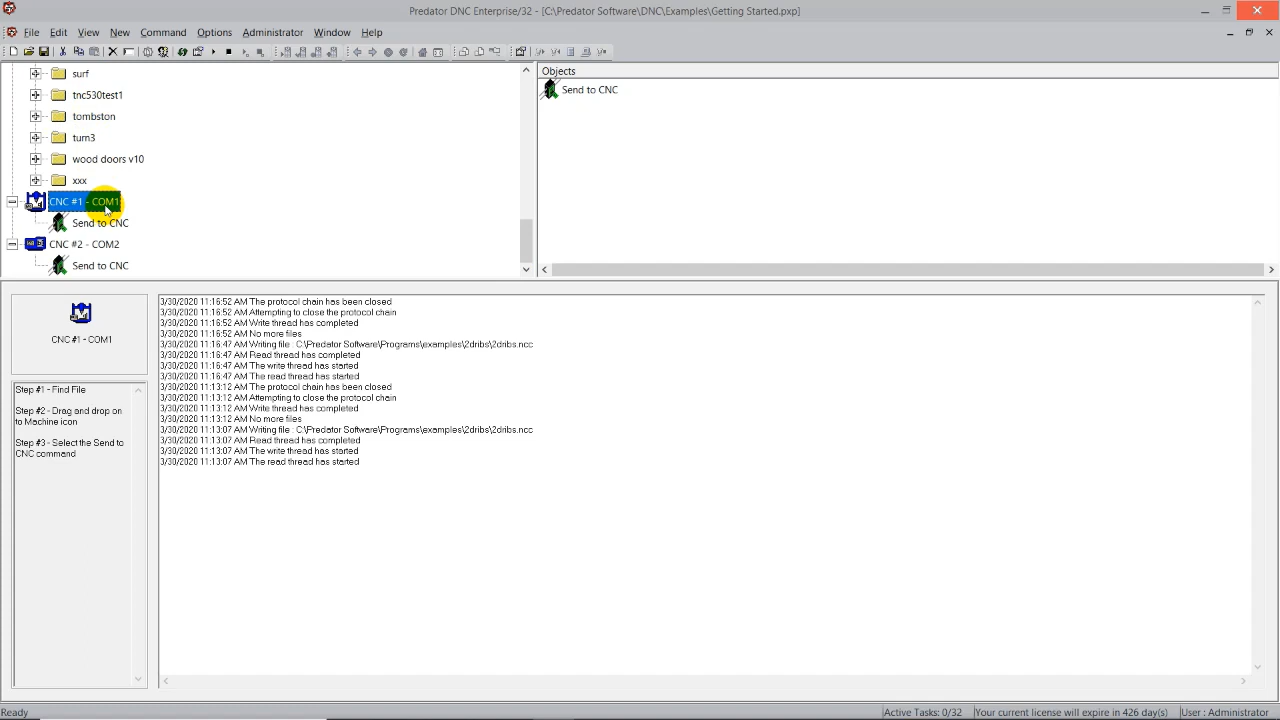 Predator DNC Enterprise/32 - [C:\Predator Software\DNC\Examples\Getting Started.pxp]
File Edit View New Command Options Administrator Window Help
surf
tnc530test1
tombston
turn3
wood doors v10
xxx
CNC #1 - COM1
Send to CNC
CNC #2 - COM2
Send to CNC
Objects
Send to CNC
CNC #1 - COM1
Step #1 - Find File
Step #2 - Drag and drop on
to Machine icon
Step #3 - Select the Send to
CNC command
3/30/2020 11:16:52 AM The protocol chain has been closed
3/30/2020 11:16:52 AM Attempting to close the protocol chain
3/30/2020 11:16:52 AM Write thread has completed
3/30/2020 11:16:52 AM No more files
3/30/2020 11:16:47 AM Writing file : C:\Predator Software\Programs\examples\2dribs\2dribs.ncc
3/30/2020 11:16:47 AM Read thread has completed
3/30/2020 11:16:47 AM The write thread has started
3/30/2020 11:16:47 AM The read thread has started
3/30/2020 11:13:12 AM The protocol chain has been closed
3/30/2020 11:13:12 AM Attempting to close the protocol chain
3/30/2020 11:13:12 AM Write thread has completed
3/30/2020 11:13:12 AM No more files
3/30/2020 11:13:07 AM Writing file : C:\Predator Software\Programs\examples\2dribs\2dribs.ncc
3/30/2020 11:13:07 AM Read thread has completed
3/30/2020 11:13:07 AM The write thread has started
3/30/2020 11:13:07 AM The read thread has started
Ready
Active Tasks: 0/32 Your current license will expire in 426 day(s) User : Administrator